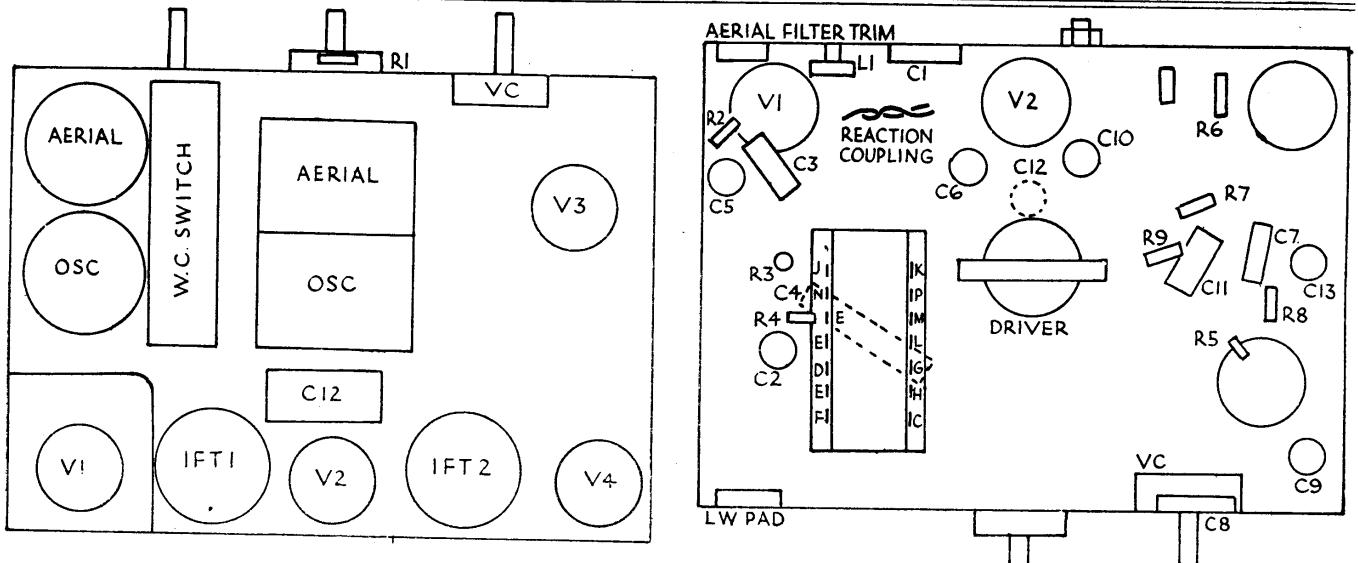 R1
VC
AERIAL
W.C. SWITCH
AERIAL
V3
OSC
OSC
C12
V1
IFT1
V2
IFT2
V4
AERIAL FILTER TRIM
L1
C1
V1
V2
R2
R6
REACTION
COUPLING
C10
C3
C12
C6
C5
R7
R9
C7
R3
J
K
C4
N
P
C11
C13
R4
E
M
R8
DRIVER
E
L
R5
C2
D
G
E
H
F
C
VC
C9
LW PAD
C8